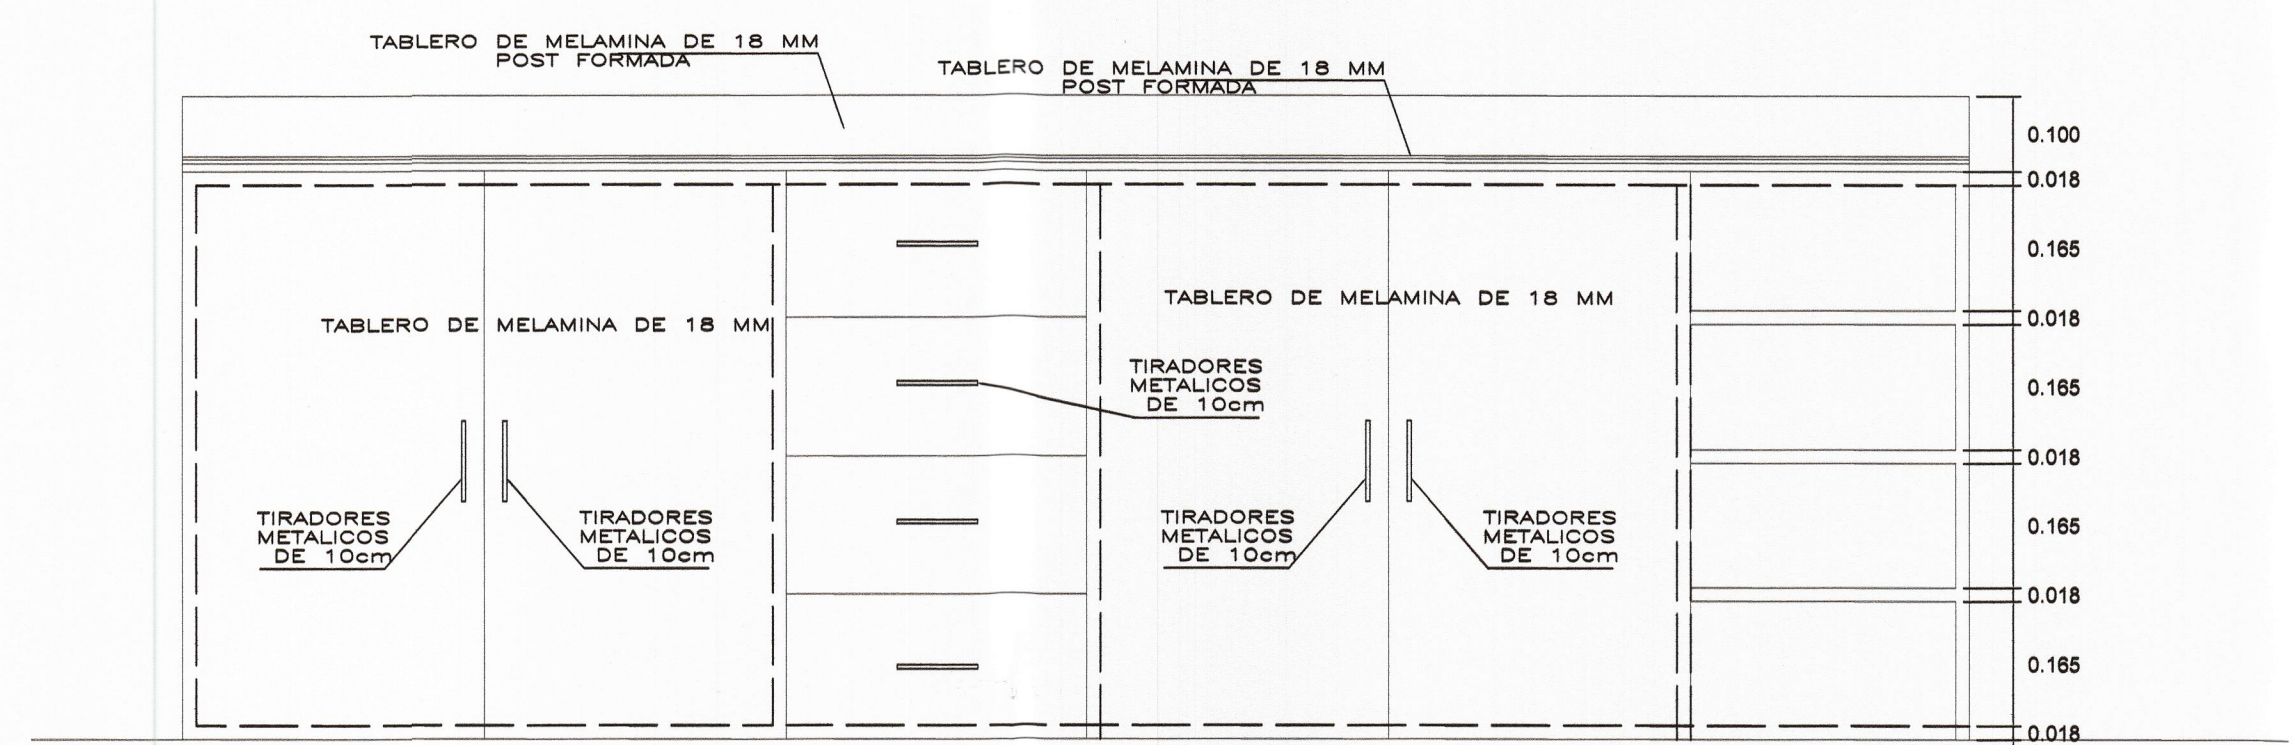 TABLERO DE MELAMINA DE 18 MM
POST FORMADA
TABLERO DE MELAMINA DE 18 MM
POST FORMADA
0.100
0.018
0.165
TABLERO DE MELAMINA DE 18 MM
0.018
TABLERO DE MELAMINA DE 18 MM
TIRADORES
METALICOS
DE 10cm
0.165
0.018
TIRADORES
METALICOS
DE 10cm
TIRADORES
METALICOS
DE 10cm
TIRADORES
METALICOS
DE 10cm
TIRADORES
METALICOS
DE 10cm
0.165
0.018
0.165
0.018